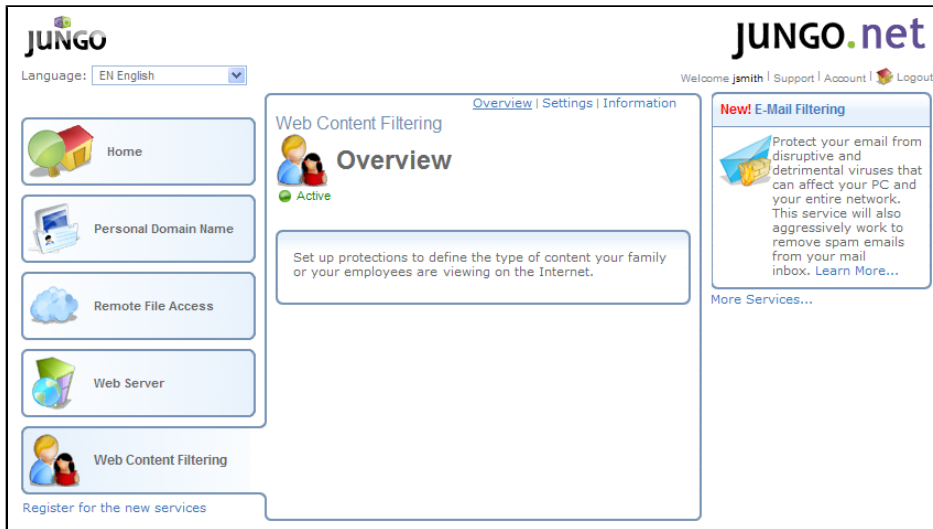 JUNGO
JUNGO.net
Language: EN English
Welcome jsmith | Support | Account | Logout
Home
Personal Domain Name
Remote File Access
Web Server
Web Content Filtering
Register for the new services
Overview | Settings | Information
Web Content Filtering
Overview
Active
Set up protections to define the type of content your family
or your employees are viewing on the Internet.
New! E-Mail Filtering
Protect your email from
disruptive and
detrimental viruses that
can affect your PC and
your entire network.
This service will also
aggressively work to
remove spam emails
from your mail
inbox. Learn More...
More Services...